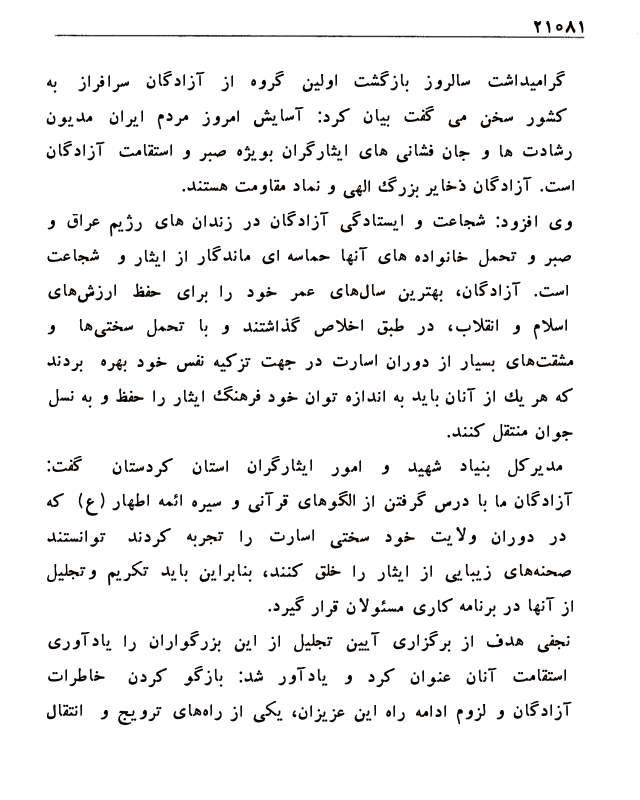 ۲۱۰۸۱
گرامیداشت سالروز بازگشت اولین گروه از آزادگان سرافراز به
کشور سخن می گفت بیان کرد: آسایش امروز مردم ایران مدیون
رشادت ها و جان فشانی های ایثارگران بویژه صبر و استقامت آزادگان
است. آزادگان ذخایر بزرگ الهی و نماد مقاومت هستند.
وی افزود: شجاعت و ایستادگی آزادگان در زندان های رژیم عراق و
صبر و تحمل خانواده های آنها حماسه ای ماندگار از ایثار و شجاعت
است. آزادگان، بهترین سال‌های عمر خود را برای حفظ ارزش‌های
اسلام و انقلاب، در طبق اخلاص گذاشتند و با تحمل سختی‌ها و
مشقت‌های بسیار از دوران اسارت در جهت تزکیه نفس خود بهره بردند
که هر یك از آنان باید به اندازه توان خود فرهنگ ایثار را حفظ و به نسل
جوان منتقل کنند.
مدیرکل بنیاد شهید و امور ایثارگران استان کردستان گفت:
آزادگان ما با درس گرفتن از الگوهای قرآنی و سیره ائمه اطهار (ع) که
در دوران ولایت خود سختی اسارت را تجربه کردند توانستند
صحنه‌های زیبایی از ایثار را خلق کنند، بنابراین باید تکریم وتجلیل
از آنها در برنامه کاری مسئولان قرار گیرد.
نجفی هدف از برگزاری آیین تجلیل از این بزرگواران را یادآوری
استقامت آنان عنوان کرد و یادآور شد: بازگو کردن خاطرات
آزادگان و لزوم ادامه راه این عزیزان، یکی از راه‌های ترویج و انتقال